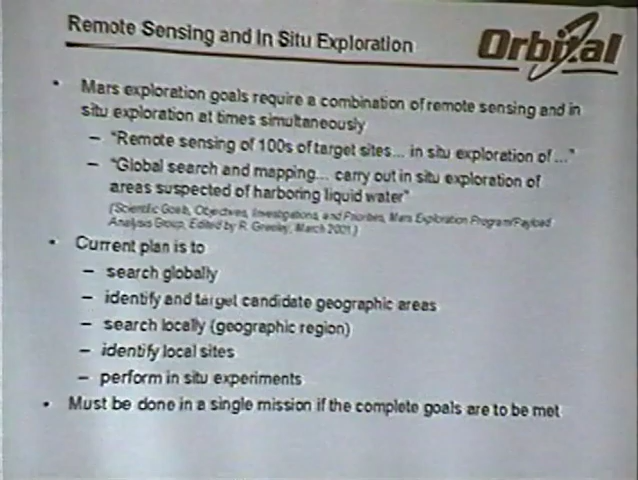 Remote Sensing and In Situ Exploration
Orbital
• Mars exploration goals require a combination of remote sensing and in
situ exploration at times simultaneously
– "Remote sensing of 100s of target sites... in situ exploration of ..."
– "Global search and mapping... carry out in situ exploration of
areas suspected of harboring liquid water"
(Scientific Goals, Objectives, Investigations, and Priorities, Mars Exploration Program/Payload
Analysis Group, Edited by R. Greeley, March 2001)
• Current plan is to
– search globally
– identify and target candidate geographic areas
– search locally (geographic region)
– identify local sites
– perform in situ experiments
• Must be done in a single mission if the complete goals are to be met